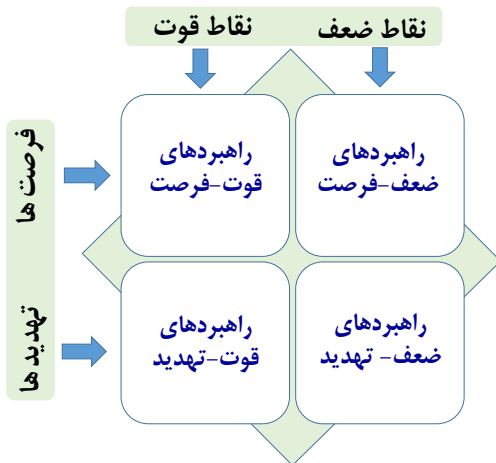 نقاط ضعف
نقاط قوت
فرصت ها
تهدید ها
راهبردهای
ضعف-فرصت
راهبردهای
قوت-فرصت
راهبردهای
ضعف- تهدید
راهبردهای
قوت-تهدید